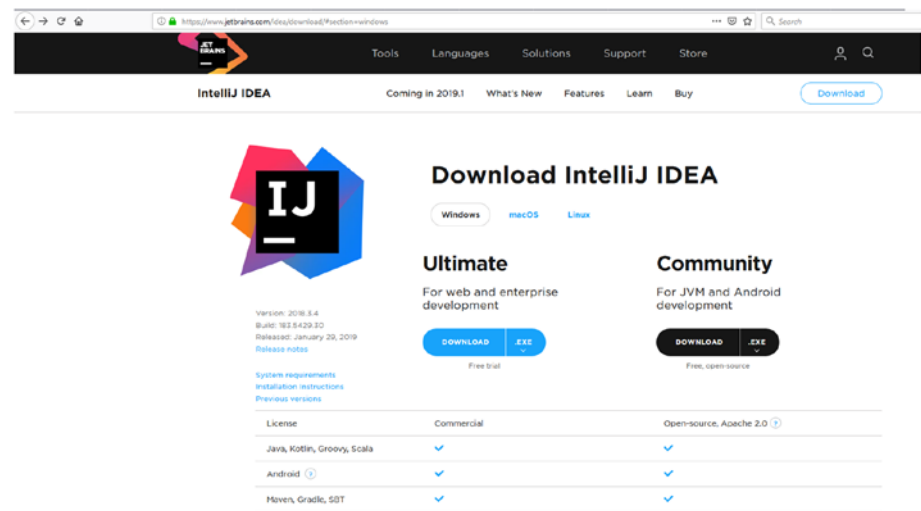 https://www.jetbrains.com/idea/download/#section=windows
Search
JET
BRAINS
Tools Languages Solutions Support Store
IntelliJ IDEA Coming in 2019.1 What's New Features Learn Buy Download
IJ
Download IntelliJ IDEA
Windows macOS Linux
Ultimate
For web and enterprise
development
DOWNLOAD .EXE
Free trial
Community
For JVM and Android
development
DOWNLOAD .EXE
Free, open-source
Version: 2018.3.4
Build: 183.5429.30
Released: January 29, 2019
Release notes
System requirements
Installation Instructions
Previous versions
License Commercial Open-source, Apache 2.0 ?
Java, Kotlin, Groovy, Scala
Android ?
Maven, Gradle, SBT